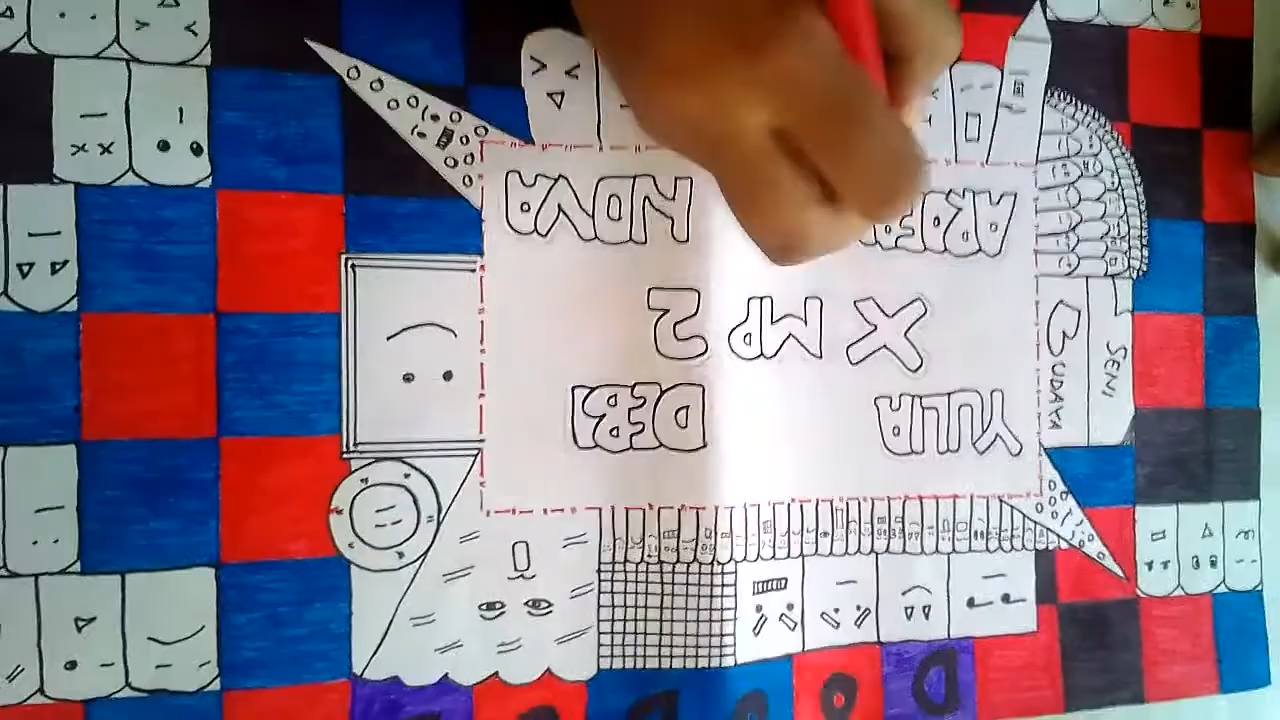 YULIA DEBI
X MP 2
NOVA
SENI
BUDAYA